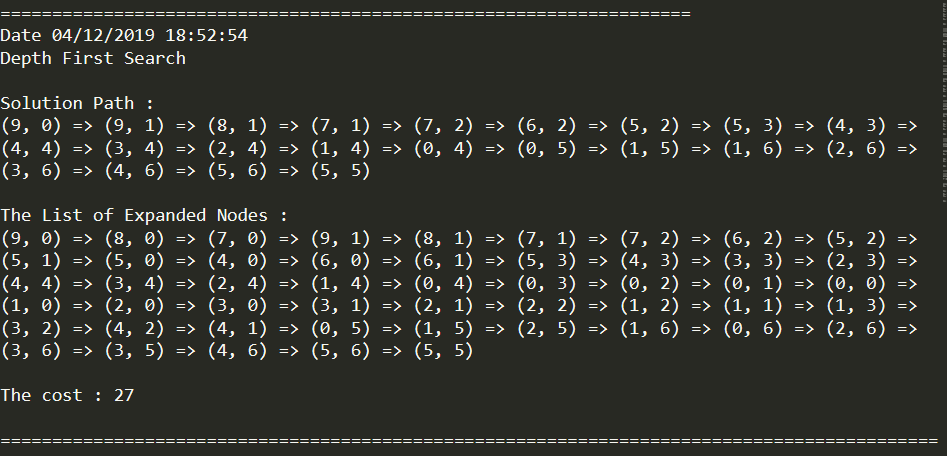 ===================================================================
Date 04/12/2019 18:52:54
Depth First Search
Solution Path :
(9, 0) => (9, 1) => (8, 1) => (7, 1) => (7, 2) => (6, 2) => (5, 2) => (5, 3) => (4, 3) =>
(4, 4) => (3, 4) => (2, 4) => (1, 4) => (0, 4) => (0, 5) => (1, 5) => (1, 6) => (2, 6) =>
(3, 6) => (4, 6) => (5, 6) => (5, 5)
The List of Expanded Nodes :
(9, 0) => (8, 0) => (7, 0) => (9, 1) => (8, 1) => (7, 1) => (7, 2) => (6, 2) => (5, 2) =>
(5, 1) => (5, 0) => (4, 0) => (6, 0) => (6, 1) => (5, 3) => (4, 3) => (3, 3) => (2, 3) =>
(4, 4) => (3, 4) => (2, 4) => (1, 4) => (0, 4) => (0, 3) => (0, 2) => (0, 1) => (0, 0) =>
(1, 0) => (2, 0) => (3, 0) => (3, 1) => (2, 1) => (2, 2) => (1, 2) => (1, 1) => (1, 3) =>
(3, 2) => (4, 2) => (4, 1) => (0, 5) => (1, 5) => (2, 5) => (1, 6) => (0, 6) => (2, 6) =>
(3, 6) => (3, 5) => (4, 6) => (5, 6) => (5, 5)
The cost : 27
===========================================================================================